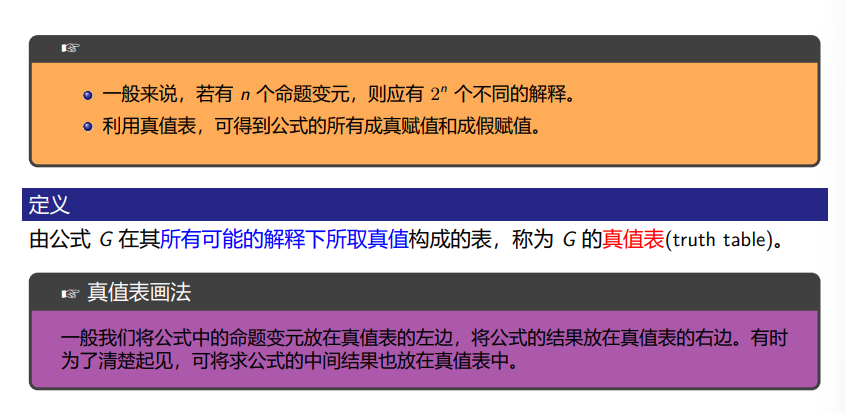 ☞
一般来说，若有 n 个命题变元，则应有 2ⁿ 个不同的解释。
利用真值表，可得到公式的所有成真赋值和成假赋值。
定义
由公式 G 在其所有可能的解释下所取真值构成的表，称为 G 的真值表(truth table)。
☞ 真值表画法
一般我们将公式中的命题变元放在真值表的左边，将公式的结果放在真值表的右边。有时
为了清楚起见，可将求公式的中间结果也放在真值表中。